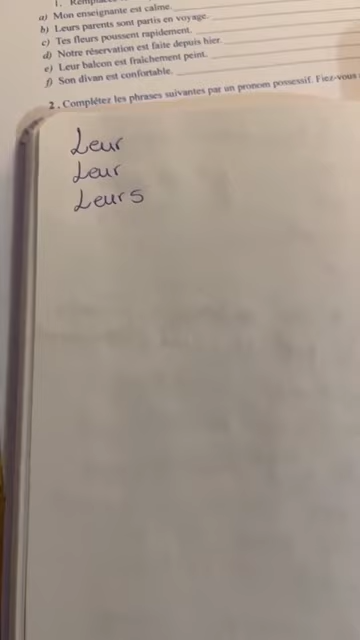 1. Remplac
a) Mon enseignante est calme.
b) Leurs parents sont partis en voyage.
c) Tes fleurs poussent rapidement.
d) Notre réservation est faite depuis hier.
e) Leur balcon est fraîchement peint.
f) Son divan est confortable.
2. Complétez les phrases suivantes par un pronom possessif. Fiez-vous
Leur
Leur
Leurs